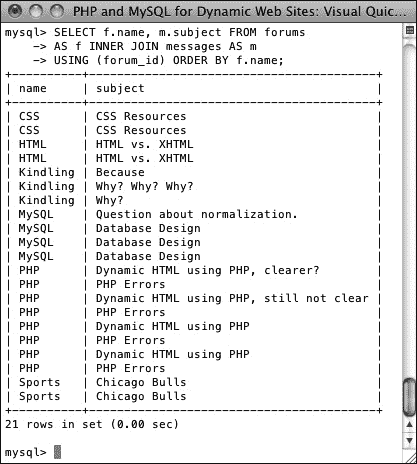 PHP and MySQL for Dynamic Web Sites: Visual Quic...
mysql> SELECT f.name, m.subject FROM forums
    -> AS f INNER JOIN messages AS m
    -> USING (forum_id) ORDER BY f.name;
+----------+-----------------------------------------+
| name     | subject                                 |
+----------+-----------------------------------------+
| CSS      | CSS Resources                           |
| CSS      | CSS Resources                           |
| HTML     | HTML vs. XHTML                          |
| HTML     | HTML vs. XHTML                          |
| Kindling | Because                                 |
| Kindling | Why? Why? Why?                          |
| Kindling | Why?                                    |
| MySQL    | Question about normalization.           |
| MySQL    | Database Design                         |
| MySQL    | Database Design                         |
| MySQL    | Database Design                         |
| PHP      | Dynamic HTML using PHP, clearer?        |
| PHP      | PHP Errors                              |
| PHP      | Dynamic HTML using PHP, still not clear |
| PHP      | PHP Errors                              |
| PHP      | Dynamic HTML using PHP                  |
| PHP      | PHP Errors                              |
| PHP      | Dynamic HTML using PHP                  |
| PHP      | PHP Errors                              |
| Sports   | Chicago Bulls                           |
| Sports   | Chicago Bulls                           |
+----------+-----------------------------------------+
21 rows in set (0.00 sec)
mysql>